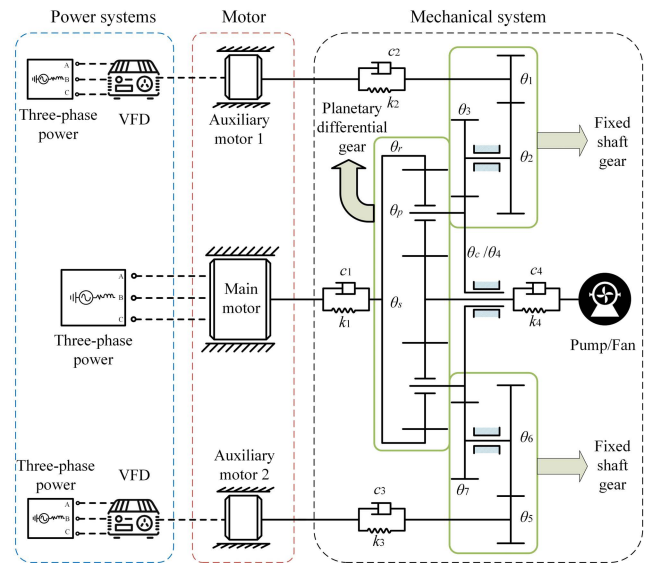 Power systems
Motor
Mechanical system
A
B
C
Three-phase
power
VFD
Auxiliary
motor 1
c2
k2
Planetary
differential
gear
θ1
θ3
θ2
Fixed
shaft
gear
θr
θp
θc /θ4
A
B
C
Three-phase
power
Main
motor
c1
k1
θs
c4
k4
Pump/Fan
Three-phase
power
A
B
C
VFD
Auxiliary
motor 2
c3
k3
θ6
θ7
θ5
Fixed
shaft
gear